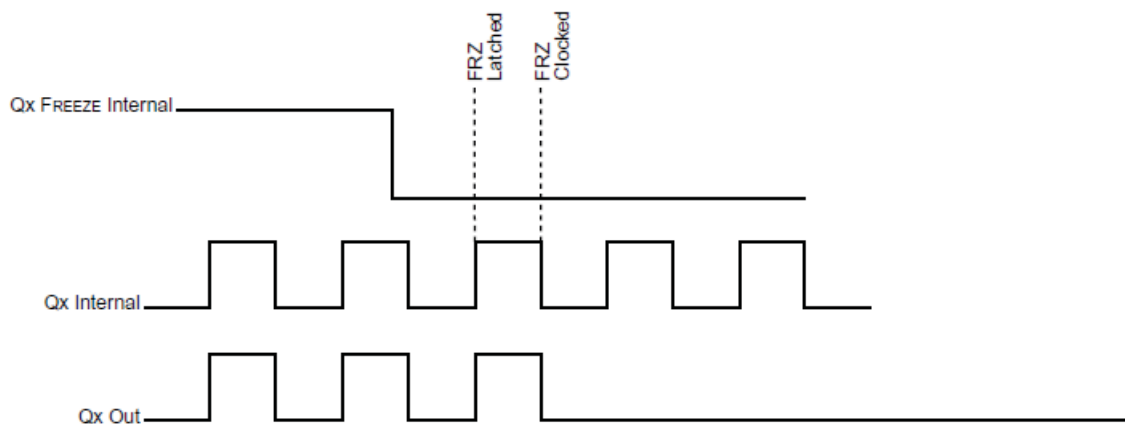 FRZ
Latched
FRZ
Clocked
Qx FREEZE Internal
Qx Internal
Qx Out